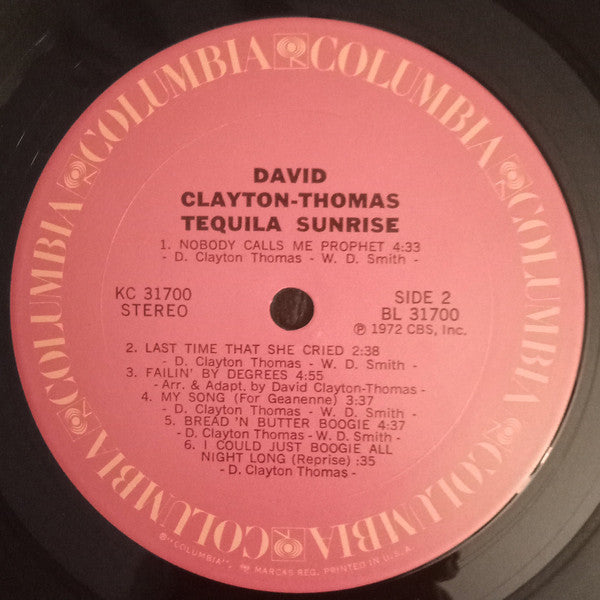 COLUMBIA COLUMBIA COLUMBIA COLUMBIA COLUMBIA COLUMBIA
DAVID
CLAYTON-THOMAS
TEQUILA SUNRISE
1. NOBODY CALLS ME PROPHET 4:33
- D. Clayton Thomas - W. D. Smith -
KC 31700
STEREO
SIDE 2
BL 31700
℗ 1972 CBS, Inc.
2. LAST TIME THAT SHE CRIED 2:38
- D. Clayton Thomas - W. D. Smith -
3. FAILIN' BY DEGREES 4:55
- Arr. & Adapt. by David Clayton-Thomas -
4. MY SONG (For Geanenne) 3:37
- D. Clayton Thomas - W. D. Smith -
5. BREAD 'N BUTTER BOOGIE 4:37
- D. Clayton Thomas - W. D. Smith -
6. I COULD JUST BOOGIE ALL
NIGHT LONG (Reprise) :35
- D. Clayton Thomas -
®"COLUMBIA", MARCAS REG. PRINTED IN U.S.A.